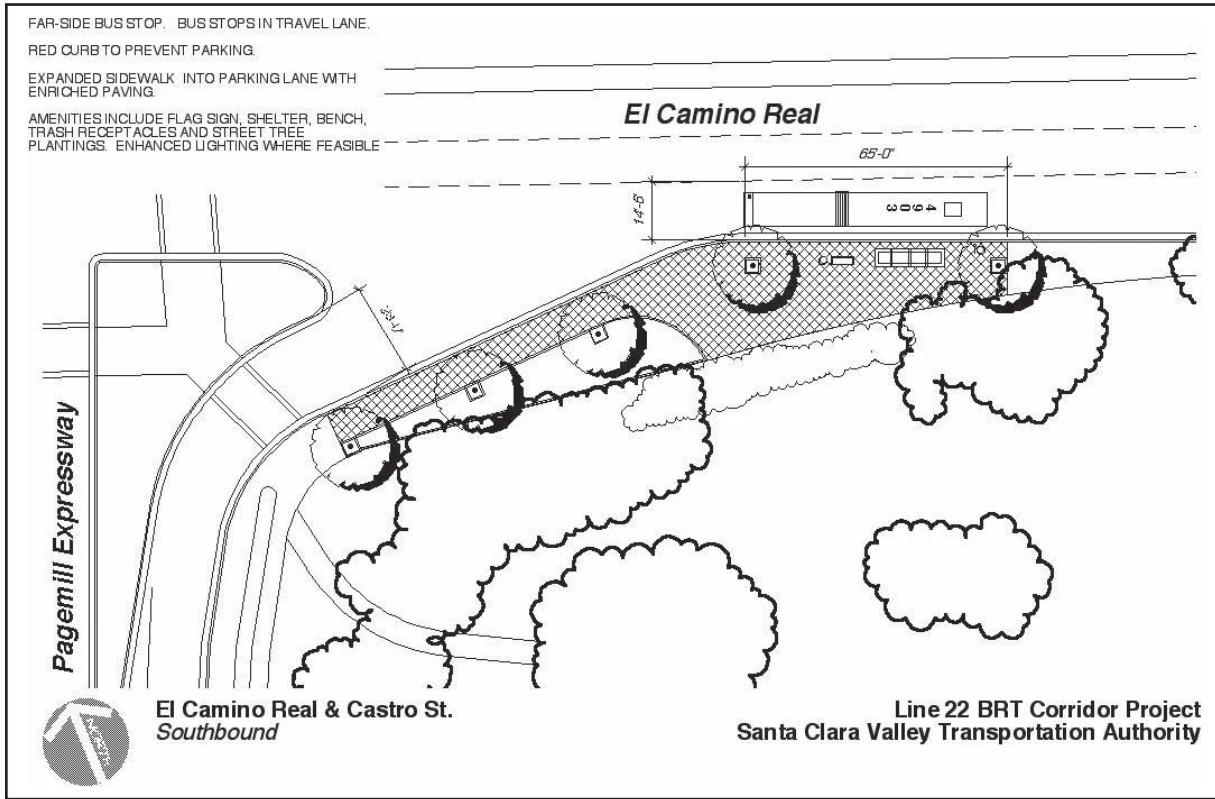 FAR-SIDE BUS STOP. BUS STOPS IN TRAVEL LANE.
RED CURB TO PREVENT PARKING.
EXPANDED SIDEWALK INTO PARKING LANE WITH
ENRICHED PAVING.
AMENITIES INCLUDE FLAG SIGN, SHELTER, BENCH,
TRASH RECEPTACLES AND STREET TREE
PLANTINGS. ENHANCED LIGHTING WHERE FEASIBLE
El Camino Real
65'-0"
14'-6'
4903
Pagemill Expressway
NORTH
El Camino Real & Castro St.
Southbound
Line 22 BRT Corridor Project
Santa Clara Valley Transportation Authority